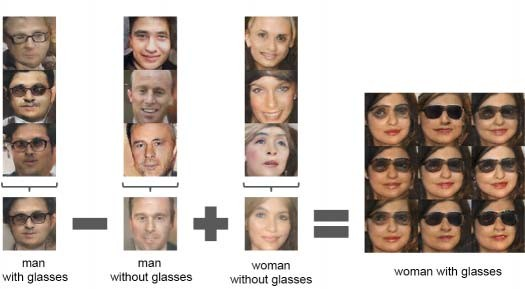 man
with glasses
man
without glasses
woman
without glasses
woman with glasses